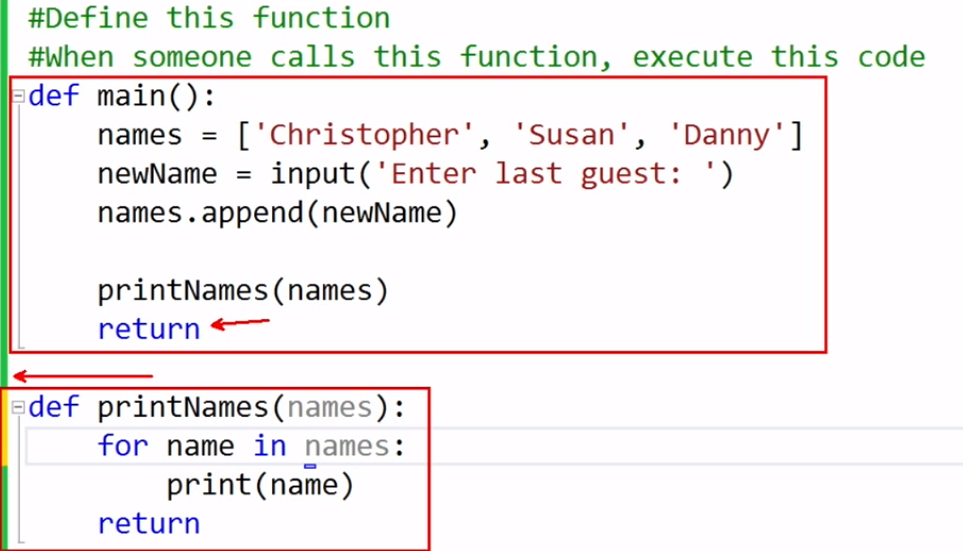 #Define this function
#When someone calls this function, execute this code
def main():
    names = ['Christopher', 'Susan', 'Danny']
    newName = input('Enter last guest: ')
    names.append(newName)
    printNames(names)
    return
def printNames(names):
    for name in names:
        print(name)
    return